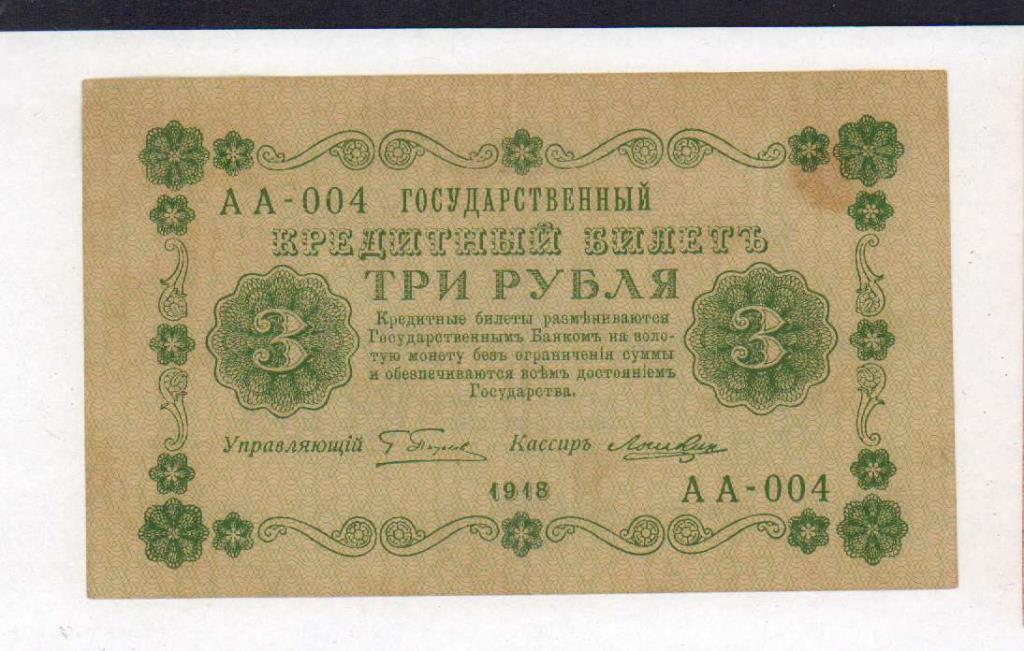 АА-004 ГОСУДАРСТВЕННЫЙ
КРЕДИТНЫЙ БИЛЕТЪ
ТРИ РУБЛЯ
3
Кредитные билеты размѣниваются
Государственнымъ Банкомъ на золо-
тую монету безъ ограниченія суммы
и обезпечиваются всѣмъ достояніемъ
Государства.
3
Управляющій Кассиръ
1918
АА-004